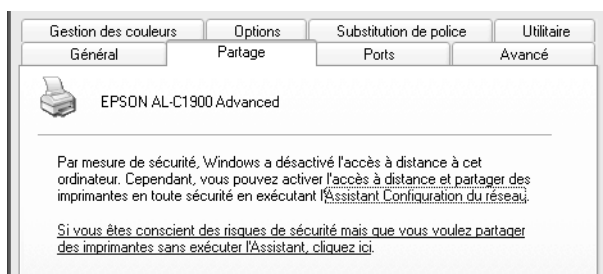 Gestion des couleurs Options Substitution de police Utilitaire
Général Partage Ports Avancé
EPSON AL-C1900 Advanced
Par mesure de sécurité, Windows a désactivé l'accès à distance à cet
ordinateur. Cependant, vous pouvez activer l'accès à distance et partager des
imprimantes en toute sécurité en exécutant l'Assistant Configuration du réseau.
Si vous êtes conscient des risques de sécurité mais que vous voulez partager
des imprimantes sans exécuter l'Assistant, cliquez ici.